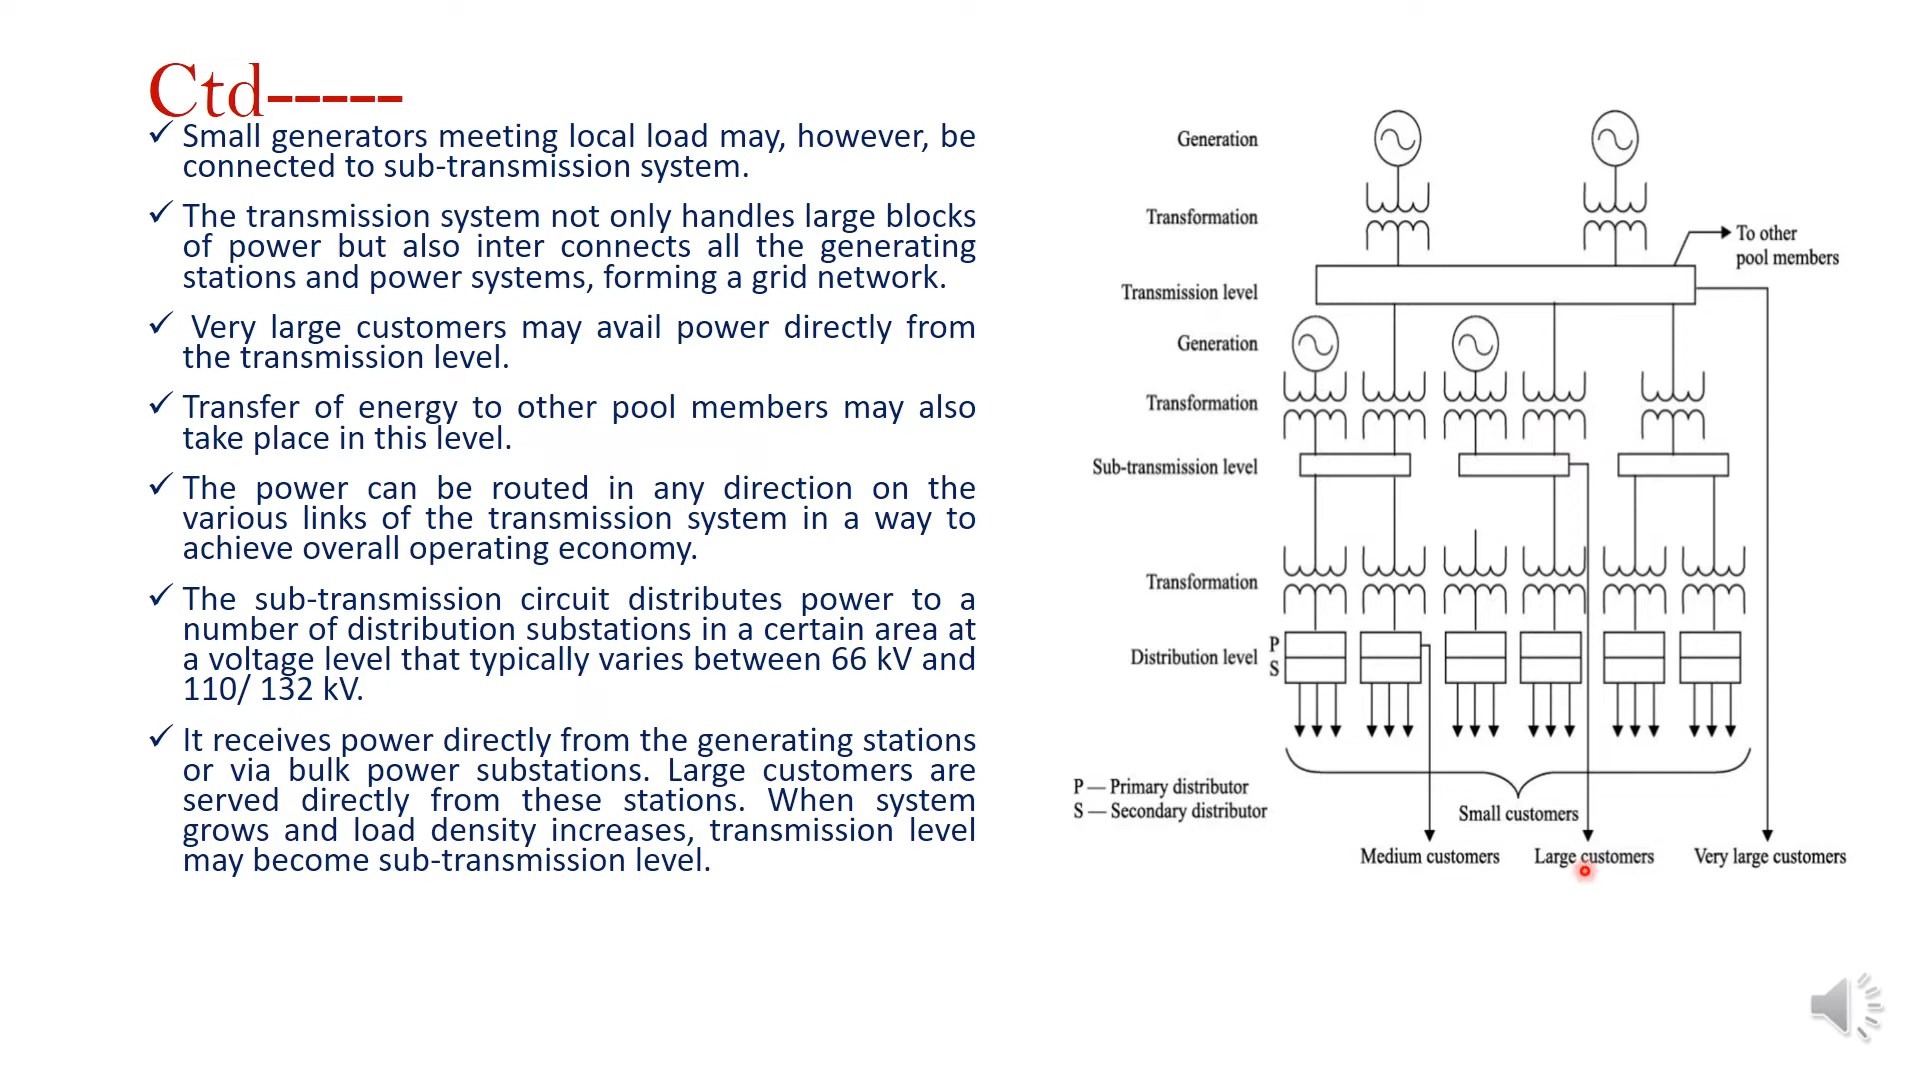 Ctd-----
✓ Small generators meeting local load may, however, be
connected to sub-transmission system.
✓ The transmission system not only handles large blocks
of power but also inter connects all the generating
stations and power systems, forming a grid network.
✓ Very large customers may avail power directly from
the transmission level.
✓ Transfer of energy to other pool members may also
take place in this level.
✓ The power can be routed in any direction on the
various links of the transmission system in a way to
achieve overall operating economy.
✓ The sub-transmission circuit distributes power to a
number of distribution substations in a certain area at
a voltage level that typically varies between 66 kV and
110/ 132 kV.
✓ It receives power directly from the generating stations
or via bulk power substations. Large customers are
served directly from these stations. When system
grows and load density increases, transmission level
may become sub-transmission level.
Generation
Transformation
To other
pool members
Transmission level
Generation
Transformation
Sub-transmission level
Transformation
Distribution level
P
S
P — Primary distributor
S — Secondary distributor
Small customers
Medium customers
Large customers
Very large customers